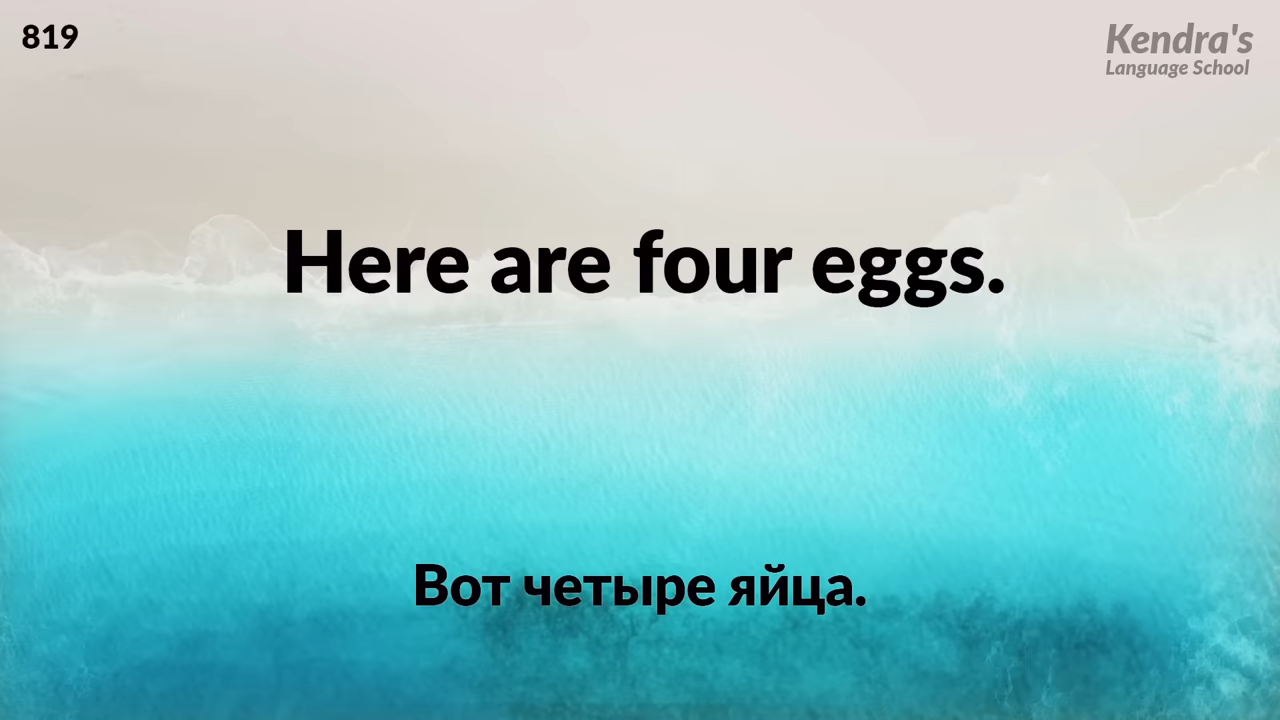 819
Kendra's
Language School
Here are four eggs.
Вот четыре яйца.